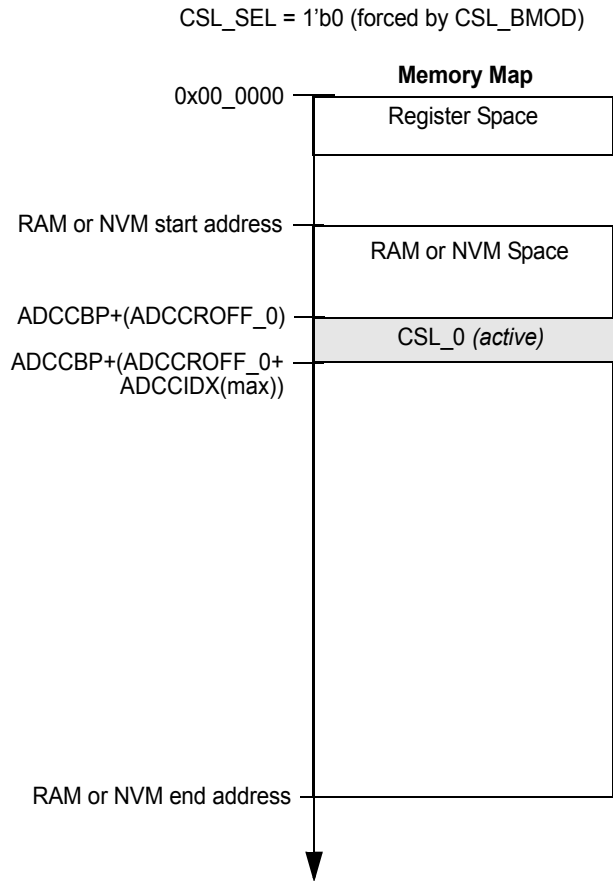 CSL_SEL = 1'b0 (forced by CSL_BMOD)
Memory Map
0x00_0000
Register Space
RAM or NVM start address
RAM or NVM Space
ADCCBP+(ADCCROFF_0)
CSL_0 (active)
ADCCBP+(ADCCROFF_0+
ADCCIDX(max))
RAM or NVM end address